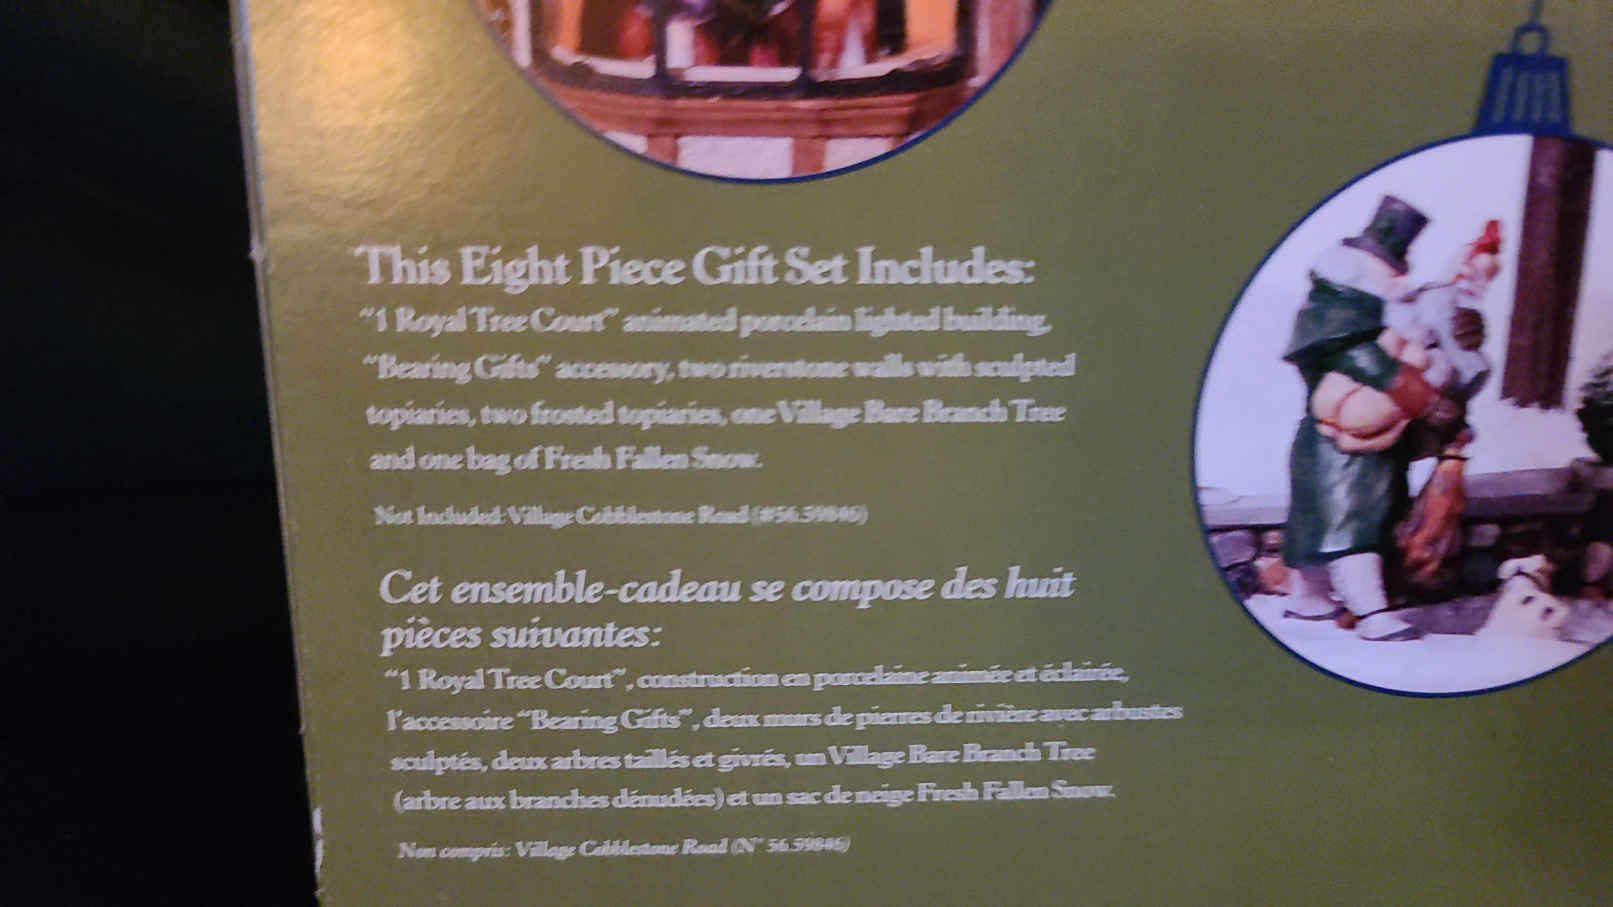 This Eight Piece Gift Set Includes:
“1 Royal Tree Court” animated porcelain lighted building,
“Bearing Gifts” accessory, two riverstone walls with sculpted
topiaries, two frosted topiaries, one Village Bare Branch Tree
and one bag of Fresh Fallen Snow.
Not Included: Village Cobblestone Road (#56.59846)
Cet ensemble-cadeau se compose des huit
pièces suivantes:
“1 Royal Tree Court”, construction en porcelaine animée et éclairée,
l'accessoire “Bearing Gifts”, deux murs de pierres de rivière avec arbustes
sculptés, deux arbres taillés et givrés, un Village Bare Branch Tree
(arbre aux branches dénudées) et un sac de neige Fresh Fallen Snow.
Non compris: Village Cobblestone Road (N° 56.59846)